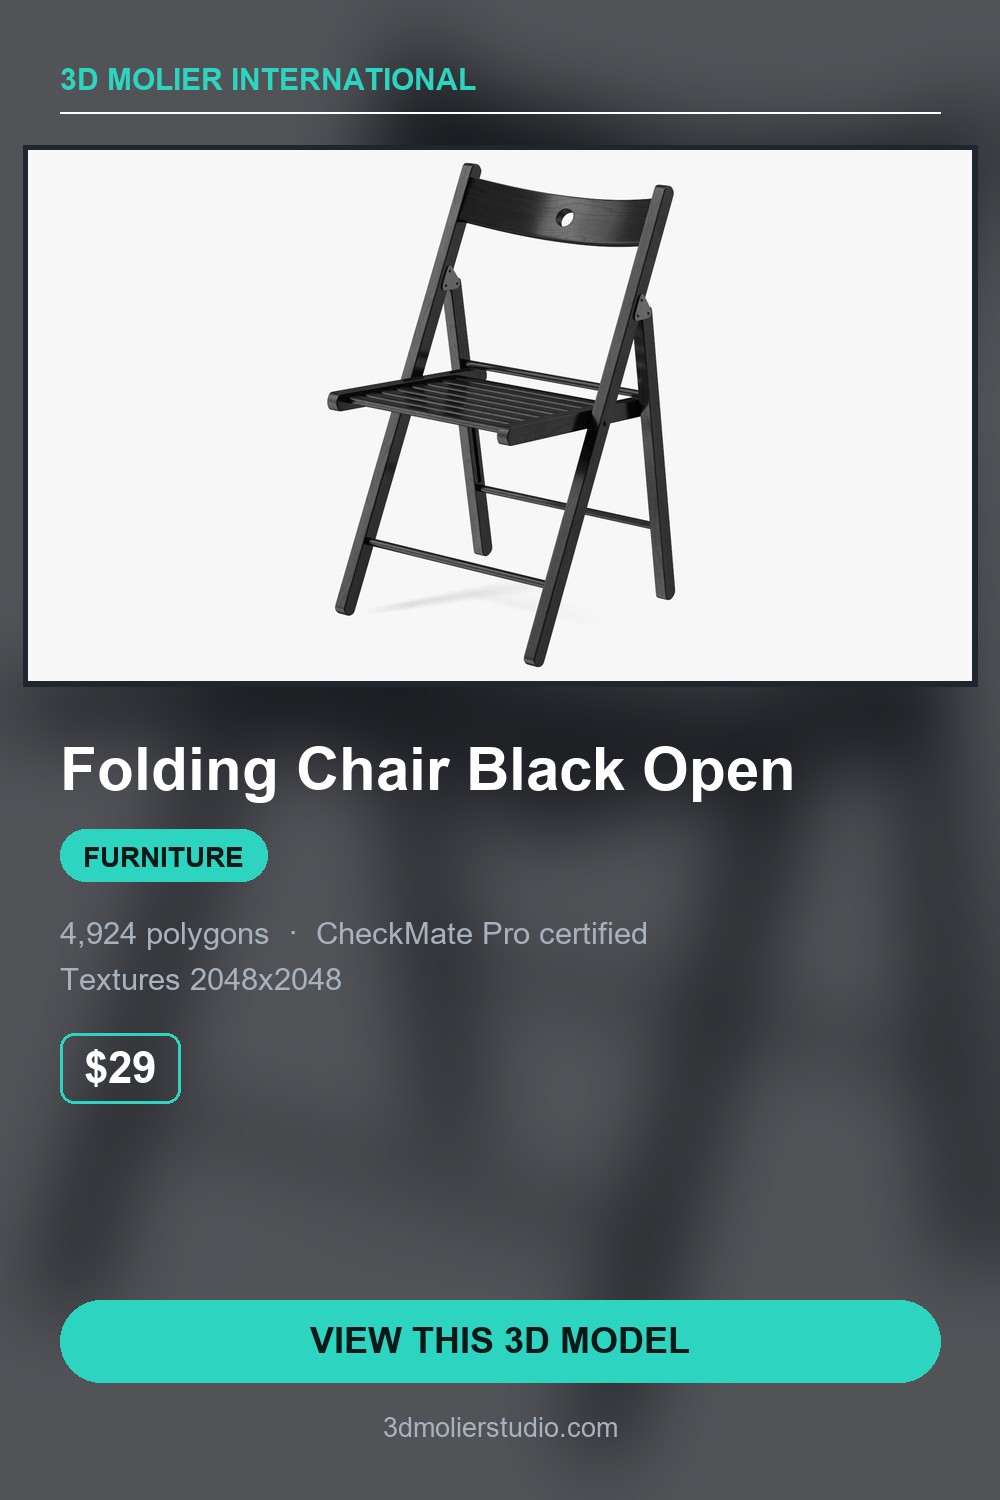 3D MOLIER INTERNATIONAL
Folding Chair Black Open
FURNITURE
4,924 polygons · CheckMate Pro certified
Textures 2048x2048
$29
VIEW THIS 3D MODEL
3dmolierstudio.com